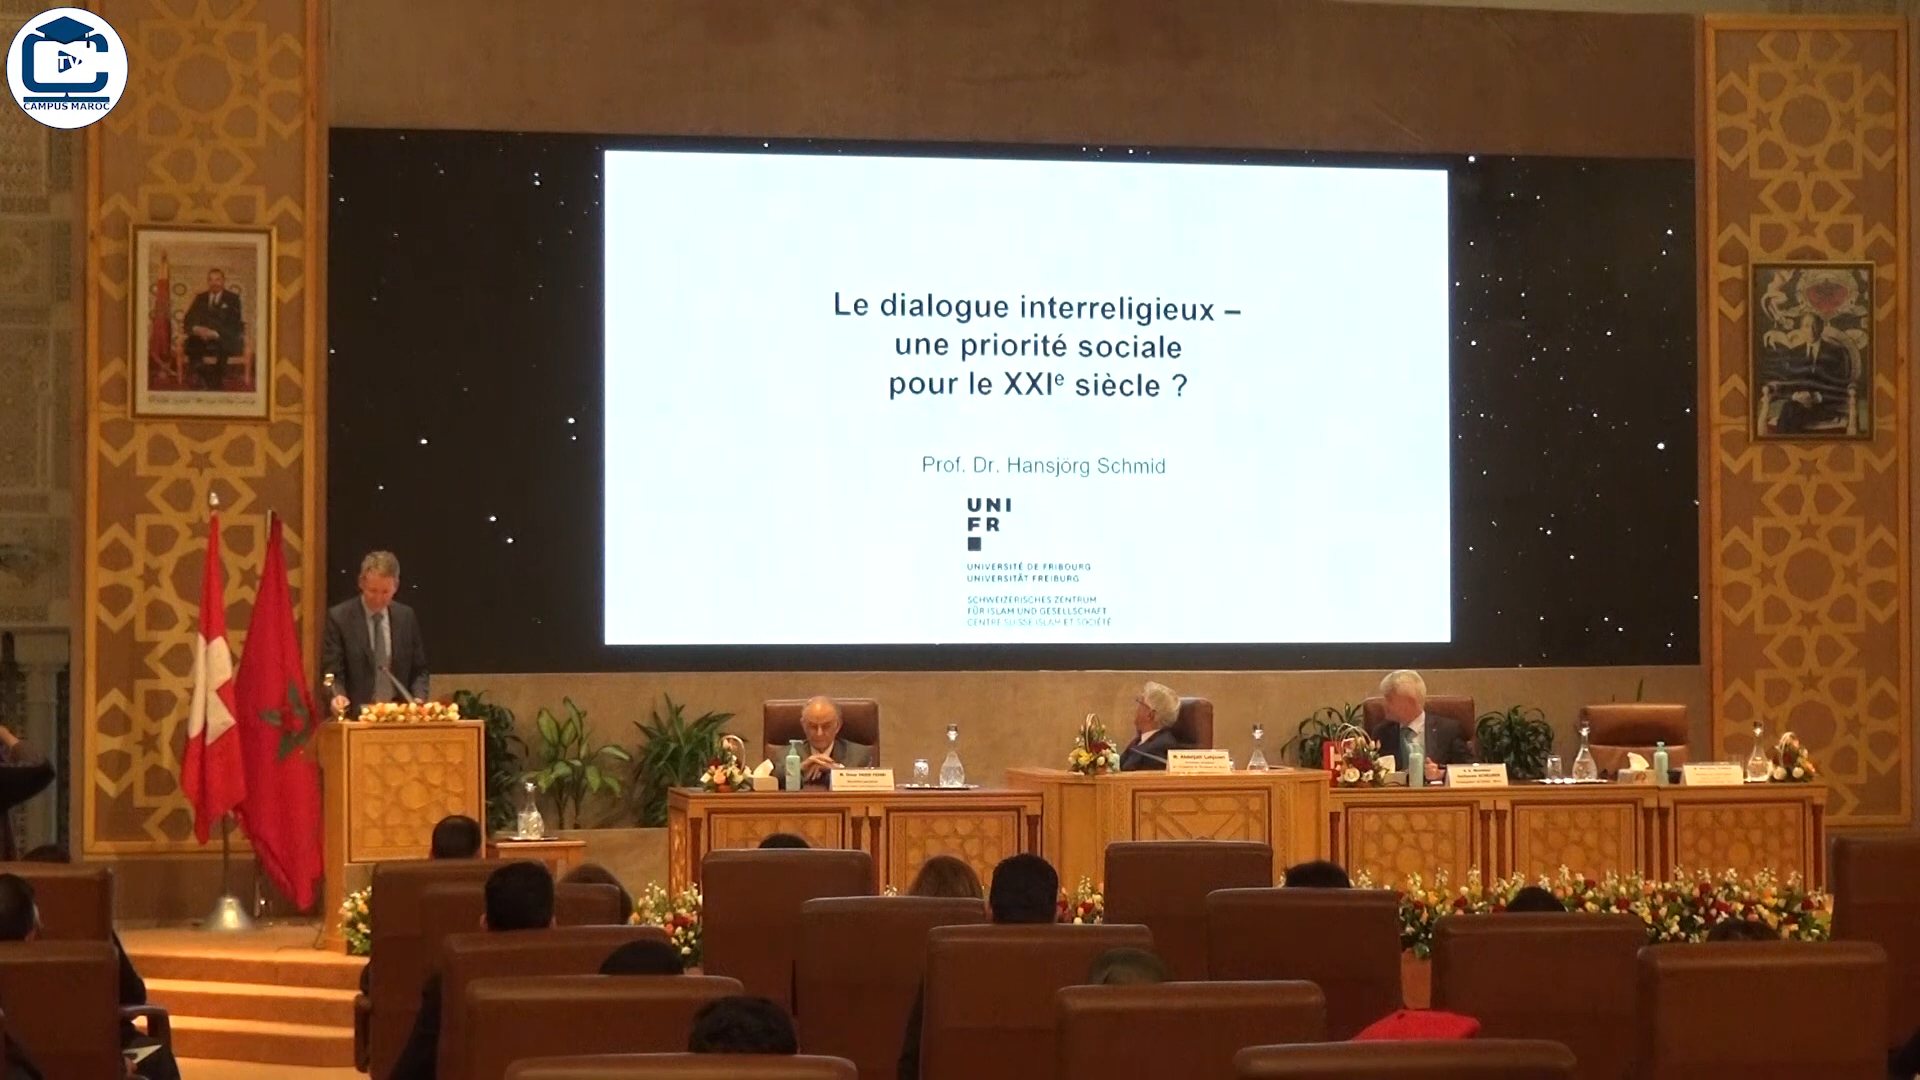 TV
CAMPUS MAROC
Le dialogue interreligieux –
une priorité sociale
pour le XXIe siècle ?
Prof. Dr. Hansjörg Schmid
UNI
FR
UNIVERSITÉ DE FRIBOURG
UNIVERSITÄT FREIBURG
SCHWEIZERISCHES ZENTRUM
FÜR ISLAM UND GESELLSCHAFT
CENTRE SUISSE ISLAM ET SOCIÉTÉ